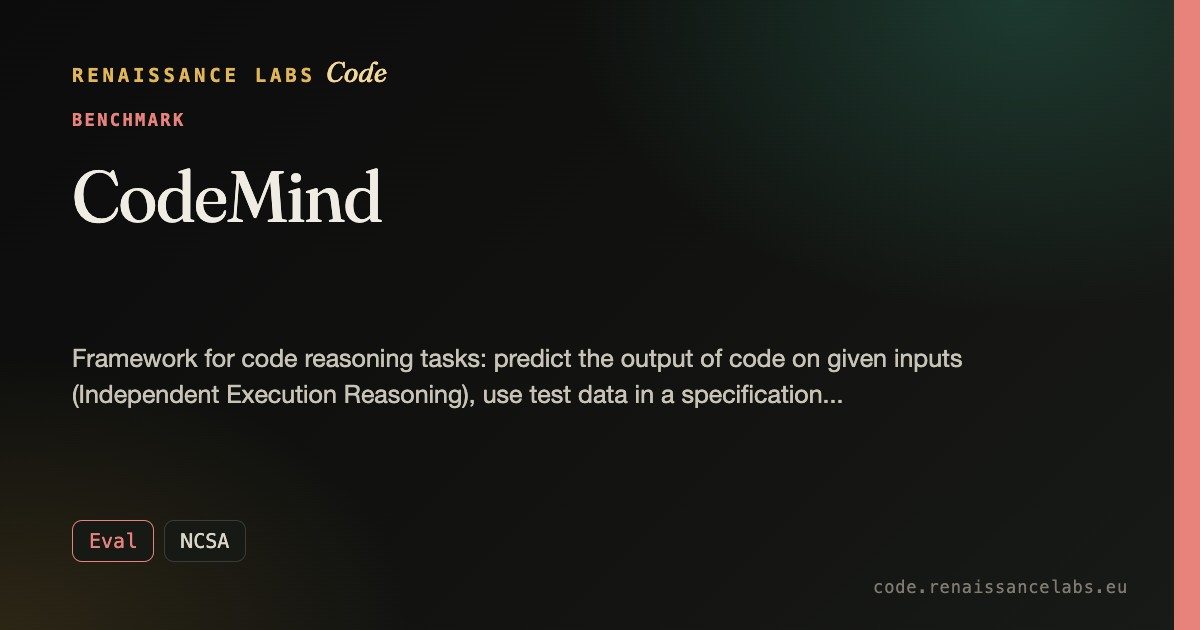 RENAISSANCE LABS Code
BENCHMARK
CodeMind
Framework for code reasoning tasks: predict the output of code on given inputs
(Independent Execution Reasoning), use test data in a specification...
Eval NCSA
code.renaissancelabs.eu